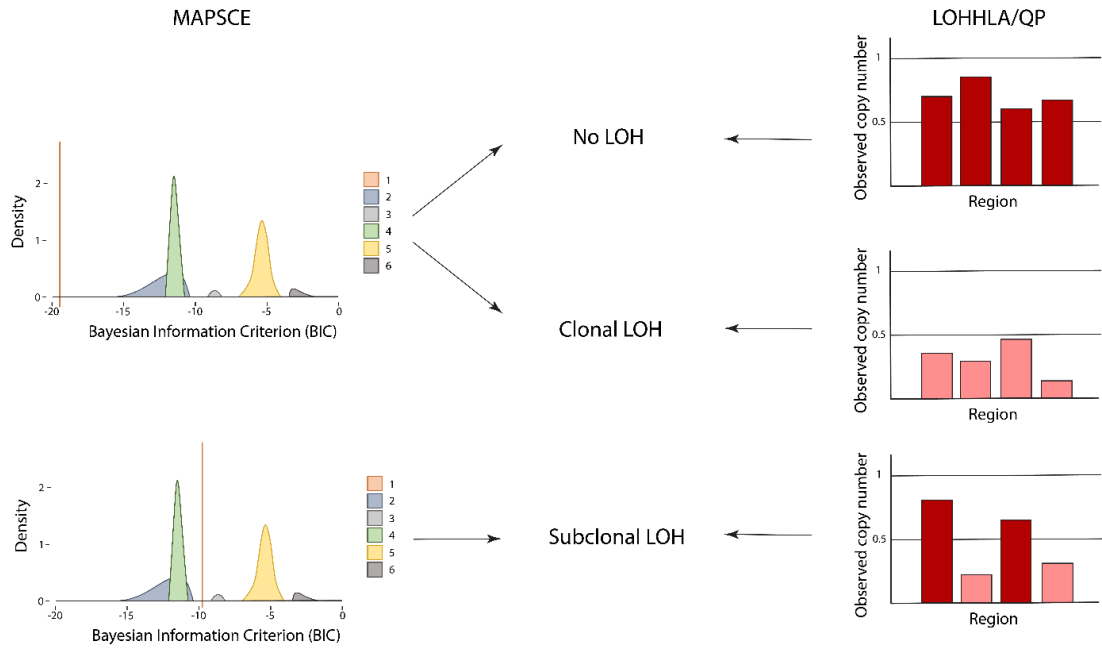 MAPSCE
LOHHLA/QP
Observed copy number
1
0.5
Region
No LOH
Density
2
1
0
-20
-15
-10
-5
0
Bayesian Information Criterion (BIC)
1
2
3
4
5
6
Clonal LOH
Observed copy number
1
0.5
Region
Density
2
1
0
-20
-15
-10
-5
0
Bayesian Information Criterion (BIC)
1
2
3
4
5
6
Subclonal LOH
Observed copy number
1
0.5
Region